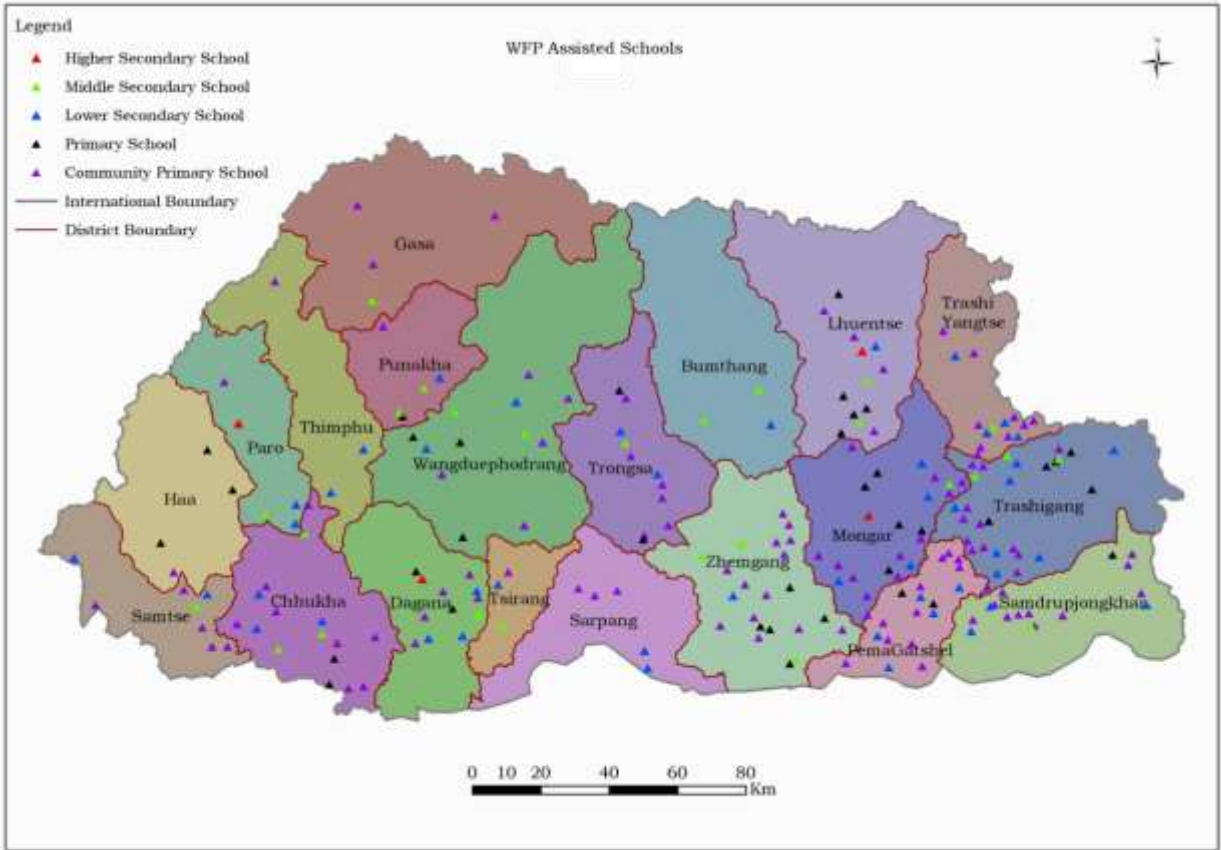 Legend
Higher Secondary School
Middle Secondary School
Lower Secondary School
Primary School
Community Primary School
International Boundary
District Boundary
WFP Assisted Schools
Gasa
Punakha
Thimphu
Paro
Haa
Wangduephodrang
Trongsa
Bumthang
Lhuentse
Trashi
Yangtse
Trashigang
Mongar
Zhemgang
Samtse
Chhukha
Dagana
Tsirang
Sarpang
PemaGatshel
Samdrupjongkhar
0 10 20 40 60 80
Km